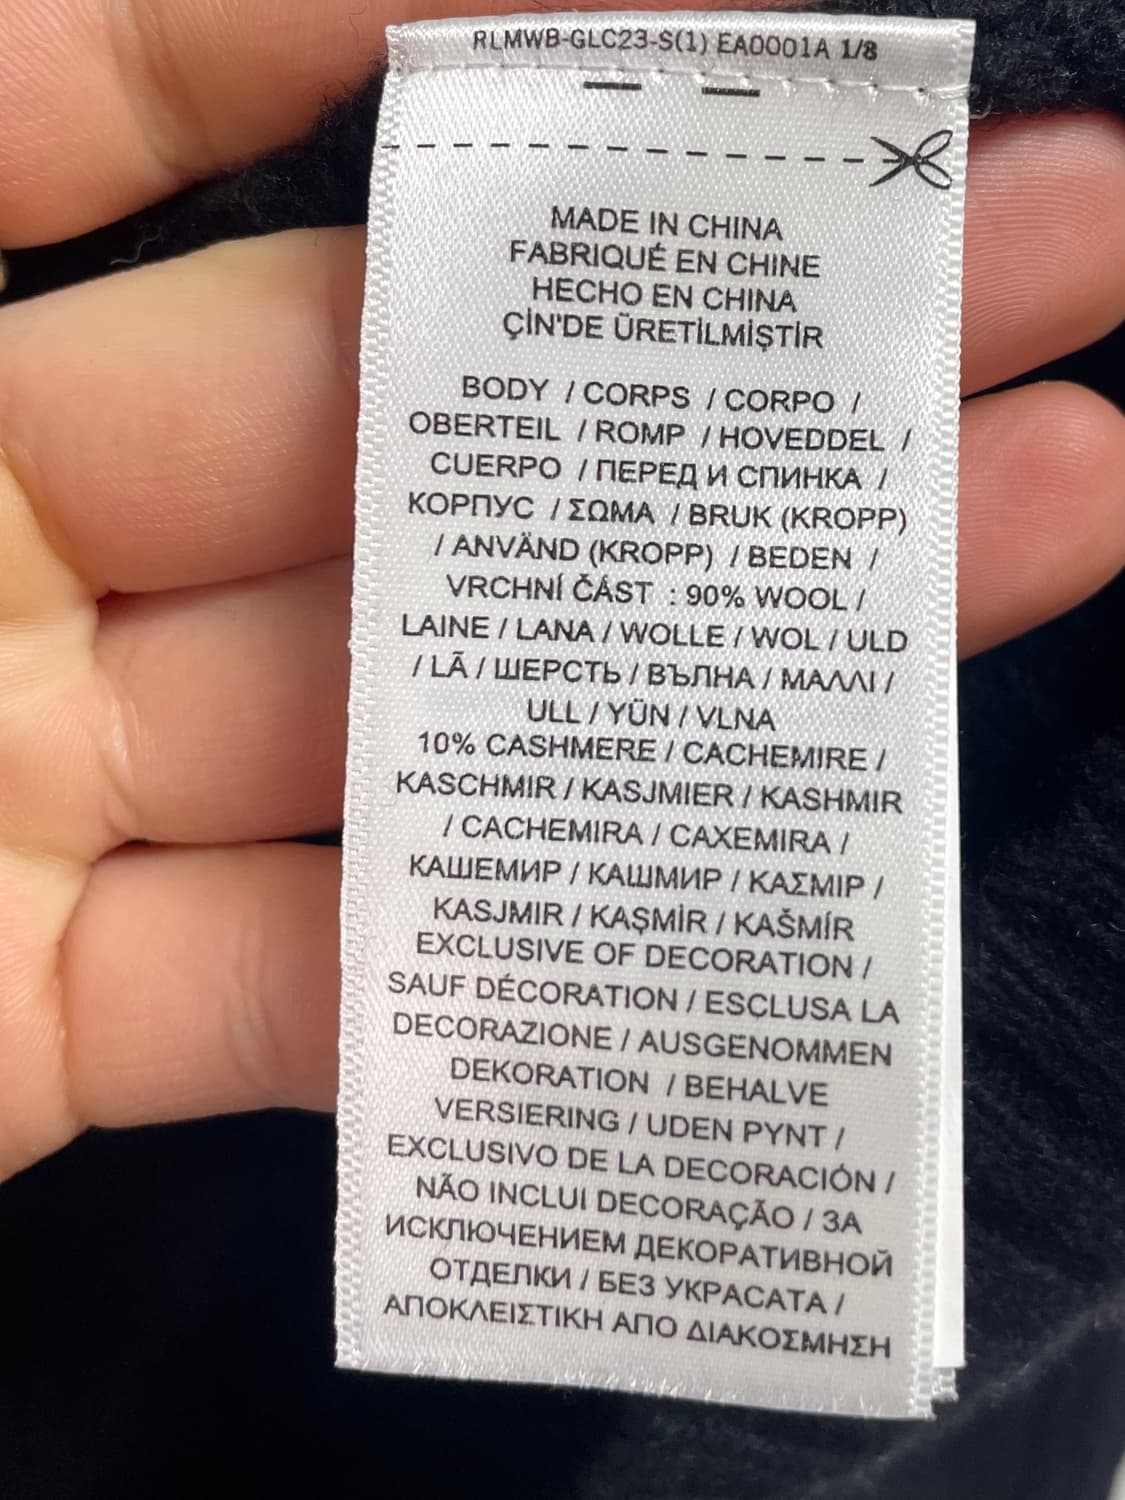 RLMWB-GLC23-S(1) EA0001A 1/8
MADE IN CHINA
FABRIQUÉ EN CHINE
HECHO EN CHINA
ÇİN'DE ÜRETİLMİŞTİR
BODY / CORPS / CORPO /
OBERTEIL / ROMP / HOVEDDEL /
CUERPO / ПЕРЕД И СПИНКА /
КОРПУС / ΣΩΜΑ / BRUK (KROPP)
/ ANVÄND (KROPP) / BEDEN /
VRCHNÍ ČÁST : 90% WOOL /
LAINE / LANA / WOLLE / WOL / ULD
/ LÃ / ШЕРСТЬ / ВЪЛНА / ΜΑΛΛΙ /
ULL / YÜN / VLNA
10% CASHMERE / CACHEMIRE /
KASCHMIR / KASJMIER / KASHMIR
/ CACHEMIRA / CAXEMIRA /
КАШЕМИР / КАШМИР / ΚΑΣΜΙΡ /
KASJMIR / KAŞMİR / KAŠMÍR
EXCLUSIVE OF DECORATION /
SAUF DÉCORATION / ESCLUSA LA
DECORAZIONE / AUSGENOMMEN
DEKORATION / BEHALVE
VERSIERING / UDEN PYNT /
EXCLUSIVO DE LA DECORACIÓN /
NÃO INCLUI DECORAÇÃO / ЗА
ИСКЛЮЧЕНИЕМ ДЕКОРАТИВНОЙ
ОТДЕЛКИ / БЕЗ УКРАСАТА /
ΑΠΟΚΛΕΙΣΤΙΚΗ ΑΠΟ ΔΙΑΚΟΣΜΗΣΗ